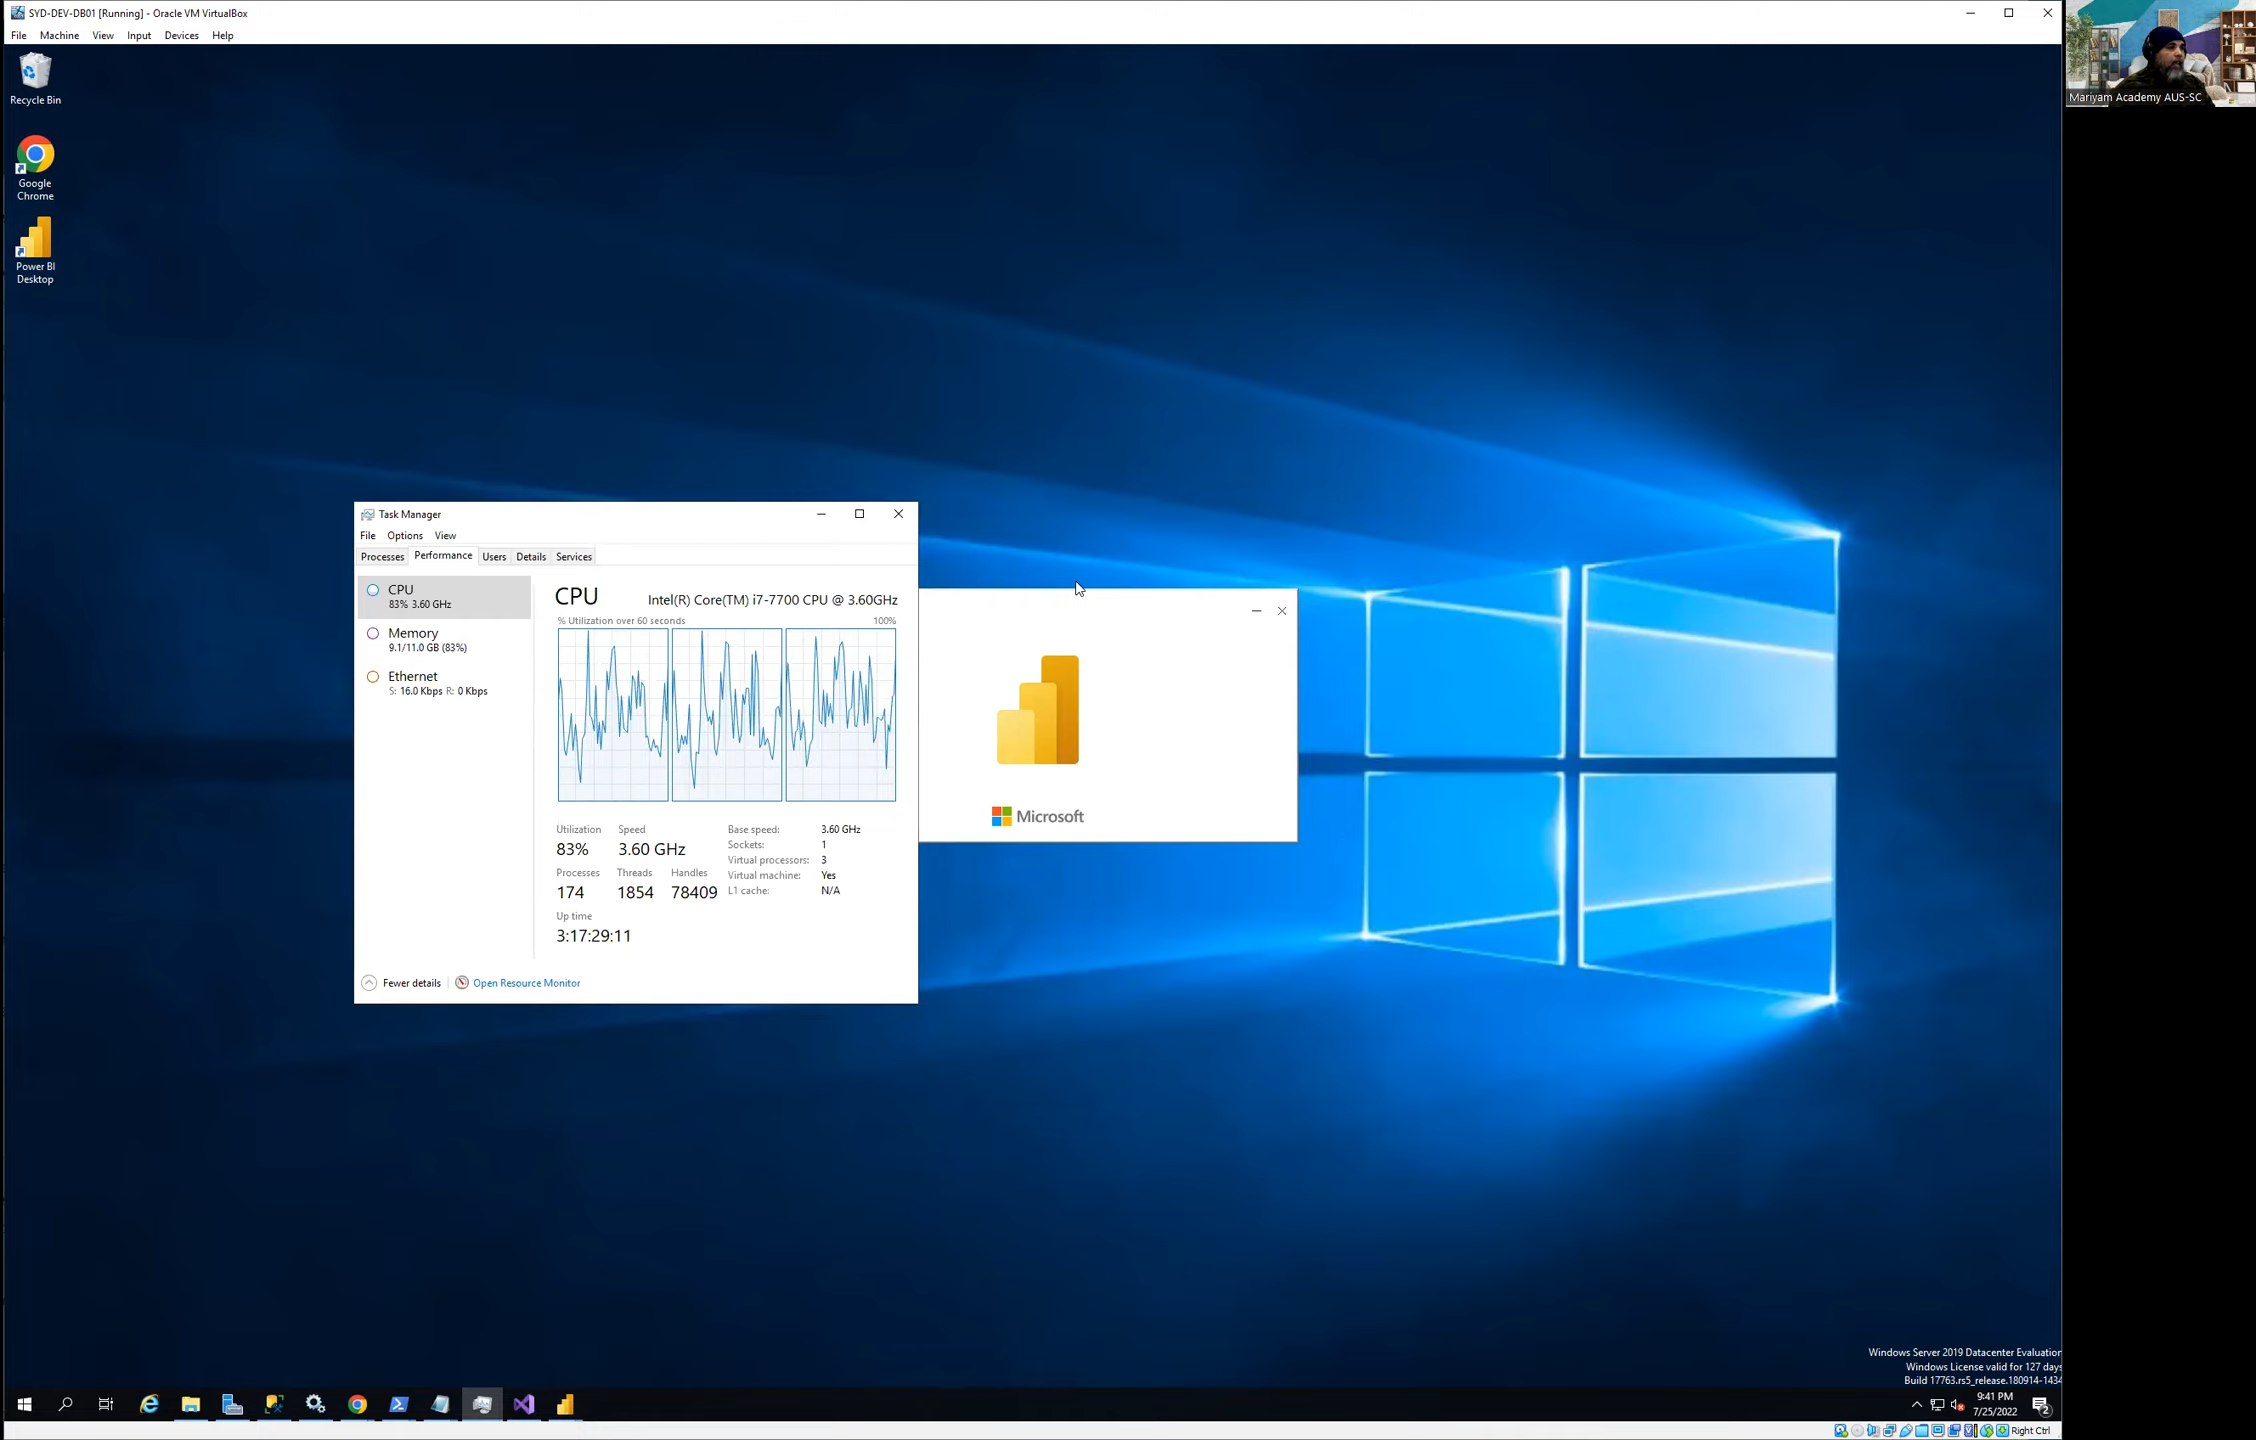 SYD-DEV-DB01 [Running] - Oracle VM VirtualBox
File Machine View Input Devices Help
Mariyam Academy AUS-SC
Recycle Bin
Google
Chrome
Power BI
Desktop
Task Manager
File Options View
Processes Performance Users Details Services
CPU
83% 3.60 GHz
Memory
9.1/11.0 GB (83%)
Ethernet
S: 16.0 Kbps R: 0 Kbps
CPU Intel(R) Core(TM) i7-7700 CPU @ 3.60GHz
% Utilization over 60 seconds 100%
Utilization Speed
83% 3.60 GHz
Processes Threads Handles
174 1854 78409
Up time
3:17:29:11
Base speed: 3.60 GHz
Sockets: 1
Virtual processors: 3
Virtual machine: Yes
L1 cache: N/A
Fewer details Open Resource Monitor
Microsoft
Windows Server 2019 Datacenter Evaluation
Windows License valid for 127 days
Build 17763.rs5_release.180914-1434
9:41 PM
7/25/2022
2
Right Ctrl